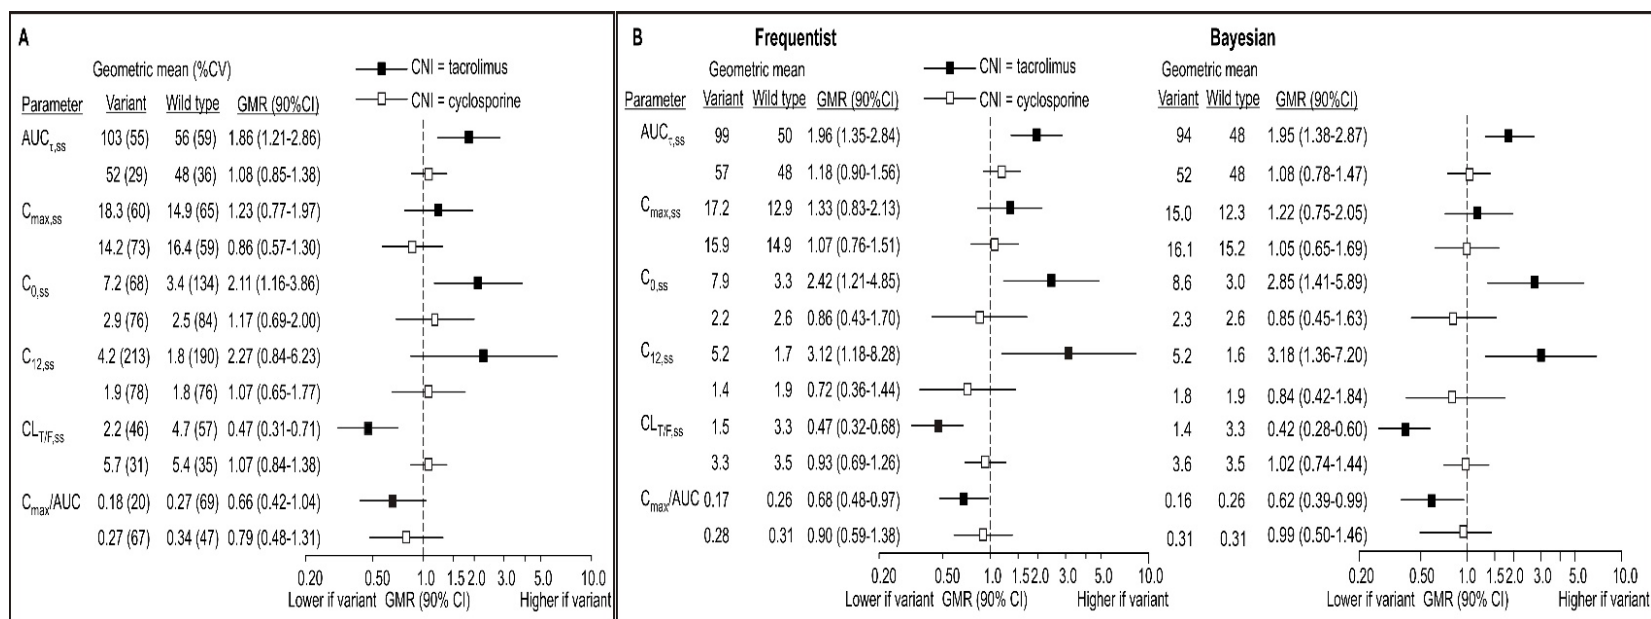 A
Geometric mean (%CV)
CNI = tacrolimus
CNI = cyclosporine
Parameter Variant Wild type GMR (90%CI)
AUCτ,ss 103 (55) 56 (59) 1.86 (1.21-2.86)
52 (29) 48 (36) 1.08 (0.85-1.38)
Cmax,ss 18.3 (60) 14.9 (65) 1.23 (0.77-1.97)
14.2 (73) 16.4 (59) 0.86 (0.57-1.30)
C0,ss 7.2 (68) 3.4 (134) 2.11 (1.16-3.86)
2.9 (76) 2.5 (84) 1.17 (0.69-2.00)
C12,ss 4.2 (213) 1.8 (190) 2.27 (0.84-6.23)
1.9 (78) 1.8 (76) 1.07 (0.65-1.77)
CLT/F,ss 2.2 (46) 4.7 (57) 0.47 (0.31-0.71)
5.7 (31) 5.4 (35) 1.07 (0.84-1.38)
Cmax/AUC 0.18 (20) 0.27 (69) 0.66 (0.42-1.04)
0.27 (67) 0.34 (47) 0.79 (0.48-1.31)
0.20 0.50 1.0 1.5 2.0 3.0 5.0 10.0
Lower if variant GMR (90% CI) Higher if variant
B
Frequentist
Geometric mean
CNI = tacrolimus
CNI = cyclosporine
Parameter Variant Wild type GMR (90%CI)
AUCτ,ss 99 50 1.96 (1.35-2.84)
57 48 1.18 (0.90-1.56)
Cmax,ss 17.2 12.9 1.33 (0.83-2.13)
15.9 14.9 1.07 (0.76-1.51)
C0,ss 7.9 3.3 2.42 (1.21-4.85)
2.2 2.6 0.86 (0.43-1.70)
C12,ss 5.2 1.7 3.12 (1.18-8.28)
1.4 1.9 0.72 (0.36-1.44)
CLT/F,ss 1.5 3.3 0.47 (0.32-0.68)
3.3 3.5 0.93 (0.69-1.26)
Cmax/AUC 0.17 0.26 0.68 (0.48-0.97)
0.28 0.31 0.90 (0.59-1.38)
0.20 0.50 1.0 1.5 2.0 3.0 5.0 10.0
Lower if variant GMR (90% CI) Higher if variant
Bayesian
Geometric mean
Variant Wild type GMR (90%CI)
94 48 1.95 (1.38-2.87)
52 48 1.08 (0.78-1.47)
15.0 12.3 1.22 (0.75-2.05)
16.1 15.2 1.05 (0.65-1.69)
8.6 3.0 2.85 (1.41-5.89)
2.3 2.6 0.85 (0.45-1.63)
5.2 1.6 3.18 (1.36-7.20)
1.8 1.9 0.84 (0.42-1.84)
1.4 3.3 0.42 (0.28-0.60)
3.6 3.5 1.02 (0.74-1.44)
0.16 0.26 0.62 (0.39-0.99)
0.31 0.31 0.99 (0.50-1.46)
0.20 0.50 1.0 1.5 2.0 3.0 5.0 10.0
Lower if variant GMR (90% CI) Higher if variant